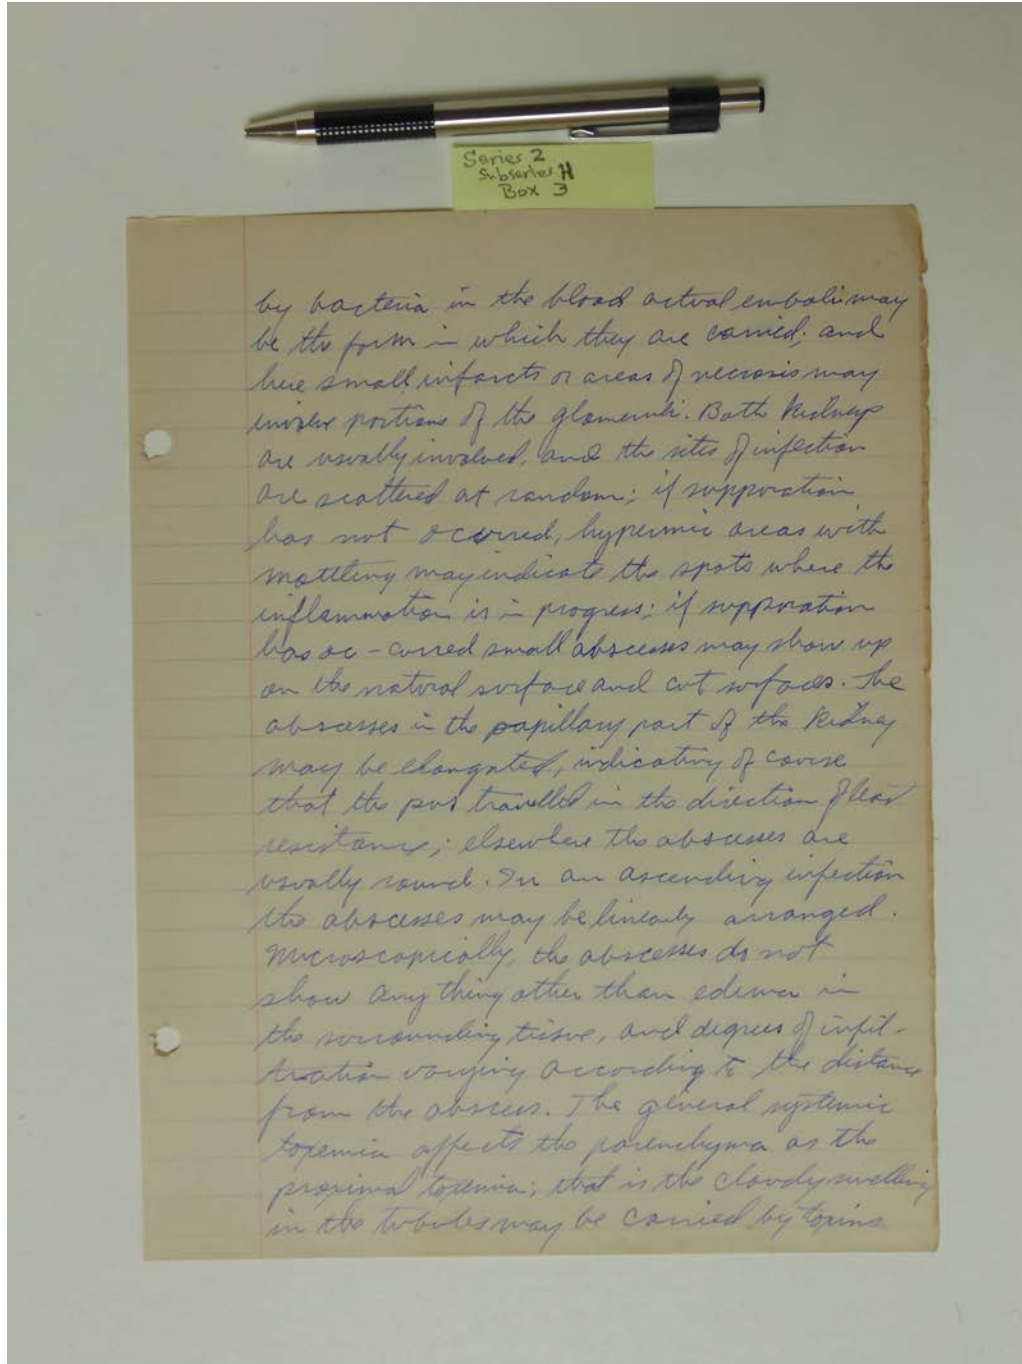 Series 2
Subseries H
Box 3
by bacteria in the blood actual emboli may
be the form in which they are carried; and
here small infarcts or areas of necrosis may
involve portions of the glomeruli. Both kidneys
are usually involved, and the sites of infection
are scattered at random; if suppuration
has not occurred, hypermic areas with
mottling may indicate the spots where the
inflammation is in progress; if suppuration
has oc-curred small abscesses may show up
on the natural surface and cut surfaces. The
abscesses in the papillary part of the kidney
may be elongated, indicating of course
that the pus travelled in the direction of least
resistance; elsewhere the abscesses are
usually round. In an ascending infection
the abscesses may be linearly arranged.
Microscopically, the abscesses do not
show any thing other than edema in
the surrounding tissue, and degrees of infil-
tration varying according to the distance
from the abscess. The general systemic
toxemia affects the parenchyma as the
proximal toxemia; that is the cloudy swelling
in the tubules may be carried by toxins